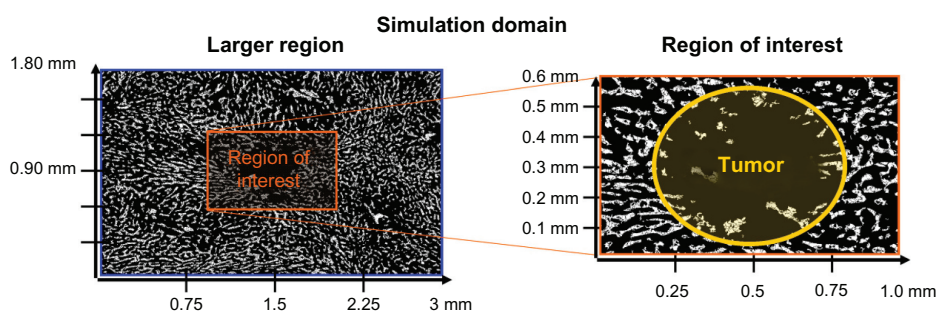 Simulation domain
Larger region
Region of interest
1.80 mm
0.90 mm
Region of
interest
0.75
1.5
2.25
3 mm
0.6 mm
0.5 mm
0.4 mm
0.3 mm
0.2 mm
0.1 mm
Tumor
0.25
0.5
0.75
1.0 mm